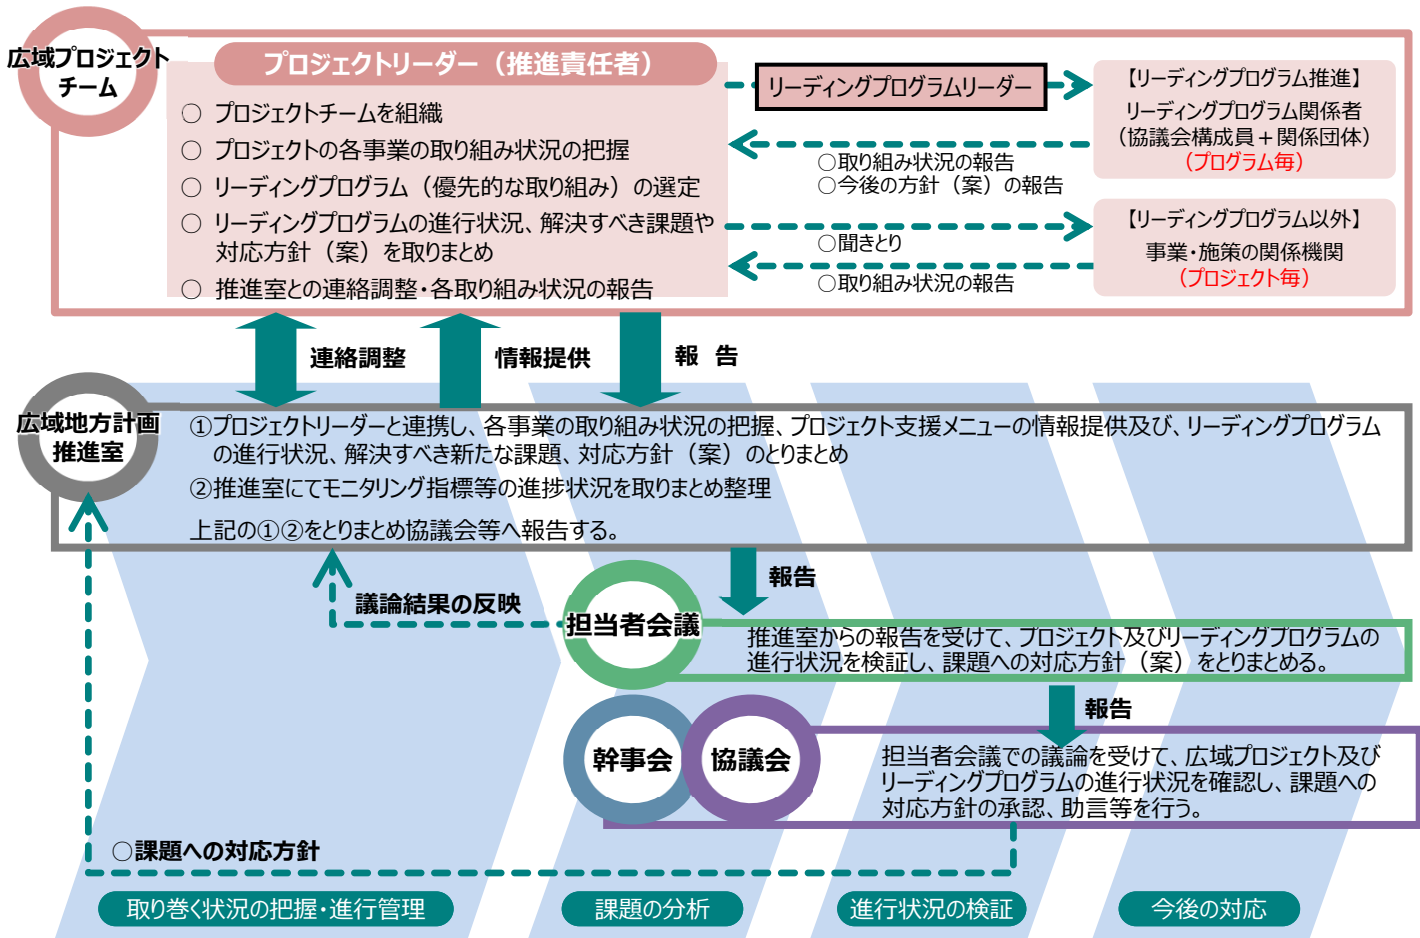 広域プロジェクト
チーム
プロジェクトリーダー（推進責任者）
○ プロジェクトチームを組織
○ プロジェクトの各事業の取り組み状況の把握
○ リーディングプログラム（優先的な取り組み）の選定
○ リーディングプログラムの進行状況、解決すべき課題や
対応方針（案）を取りまとめ
○ 推進室との連絡調整・各取り組み状況の報告
リーディングプログラムリーダー
○取り組み状況の報告
○今後の方針（案）の報告
○聞きとり
○取り組み状況の報告
【リーディングプログラム推進】
リーディングプログラム関係者
（協議会構成員＋関係団体）
（プログラム毎）
【リーディングプログラム以外】
事業・施策の関係機関
（プロジェクト毎）
連絡調整
情報提供
報 告
広域地方計画
推進室
①プロジェクトリーダーと連携し、各事業の取り組み状況の把握、プロジェクト支援メニューの情報提供及び、リーディングプログラム
の進行状況、解決すべき新たな課題、対応方針（案）のとりまとめ
②推進室にてモニタリング指標等の進捗状況を取りまとめ整理
上記の①②をとりまとめ協議会等へ報告する。
報告
議論結果の反映
担当者会議
推進室からの報告を受けて、プロジェクト及びリーディングプログラムの
進行状況を検証し、課題への対応方針（案）をとりまとめる。
報告
幹事会
協議会
担当者会議での議論を受けて、広域プロジェクト及び
リーディングプログラムの進行状況を確認し、課題への
対応方針の承認、助言等を行う。
○課題への対応方針
取り巻く状況の把握・進行管理
課題の分析
進行状況の検証
今後の対応